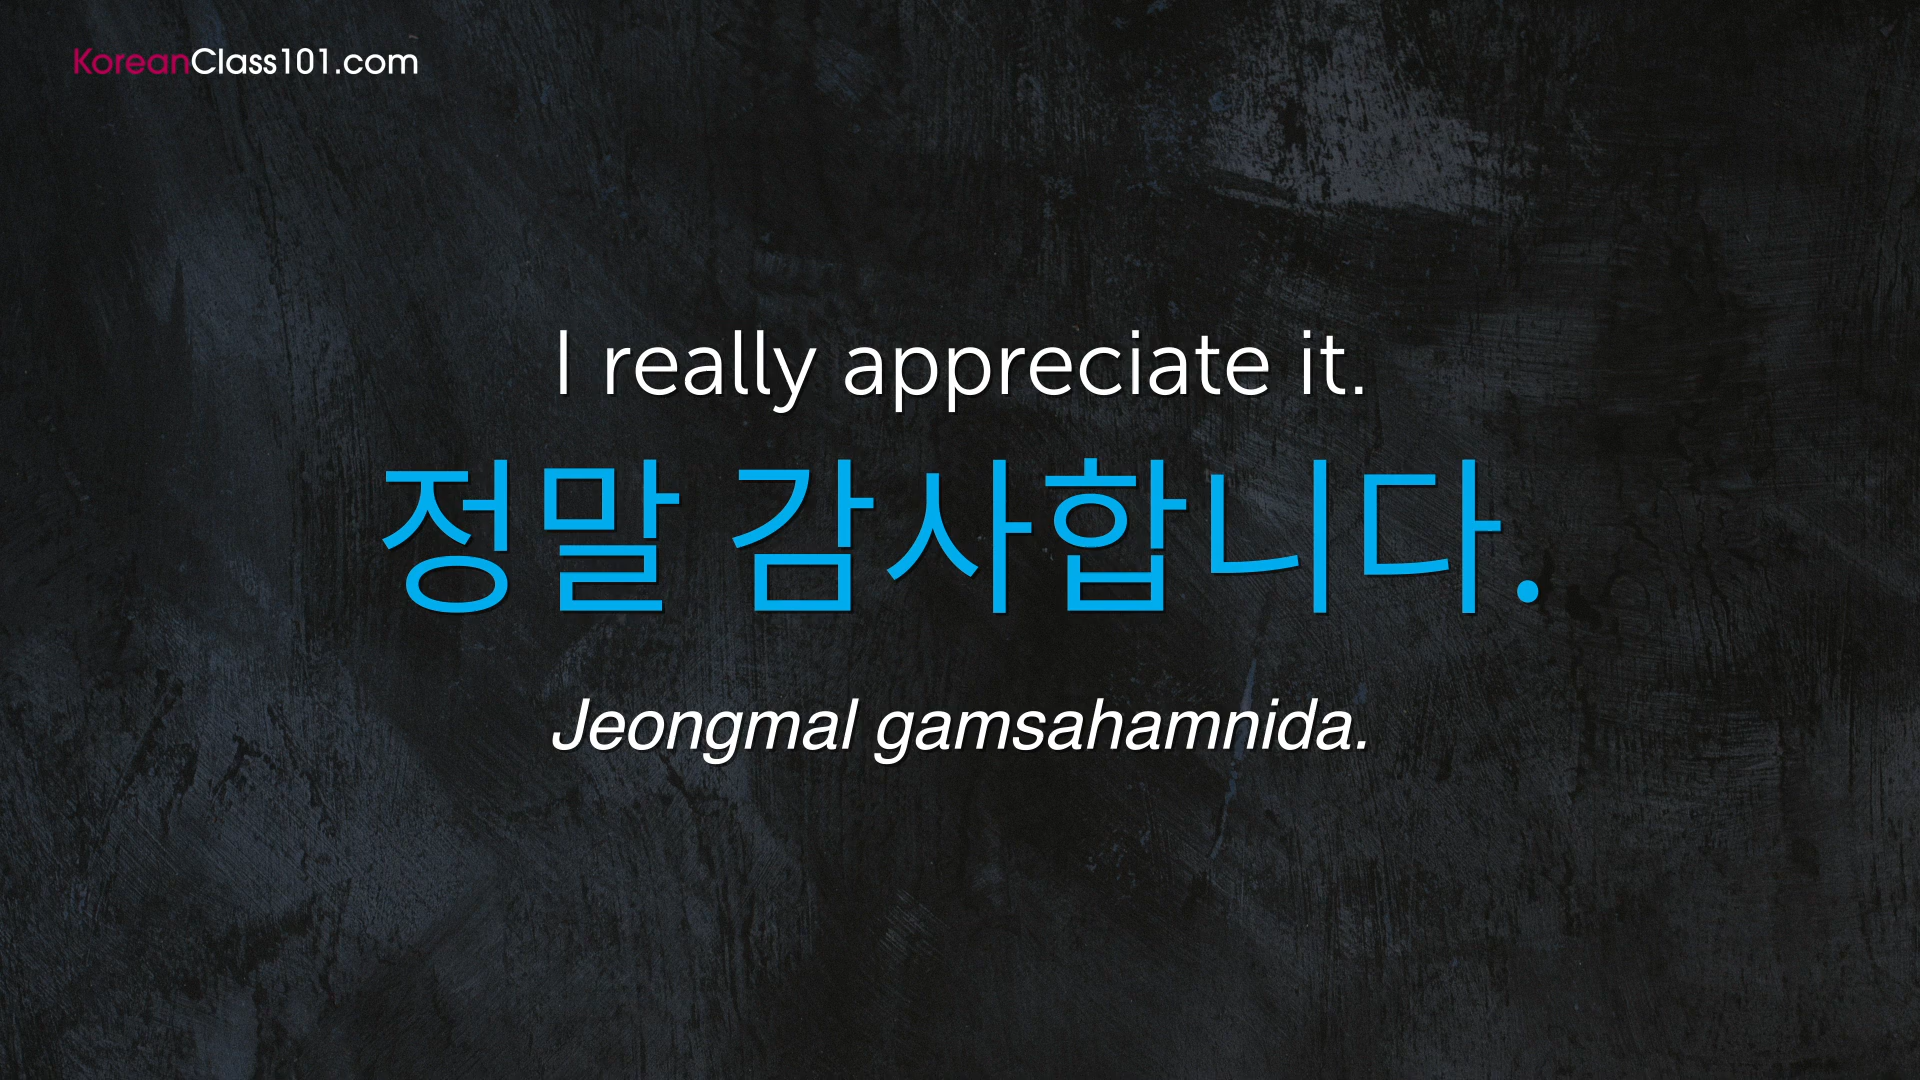 KoreanClass101.com
I really appreciate it.
정말 감사합니다.
Jeongmal gamsahamnida.